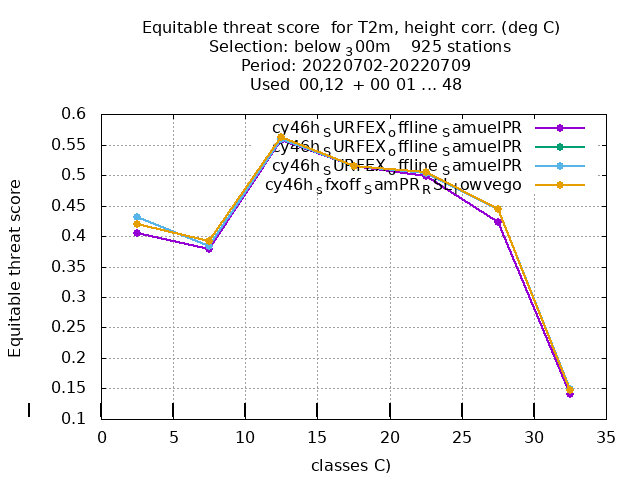 Equitable threat score for T2m, height corr. (deg C)
Selection: below 300m 925 stations
Period: 20220702-20220709
Used 00,12 + 00 01 ... 48
cy46h SURFEX offline SamuelPR
cy46h SURFEX offline SamuelPR
cy46h SURFEX offline SamuelPR
cy46h sfxoff SamPR RSL lowvego
Equitable threat score
0.6
0.55
0.5
0.45
0.4
0.35
0.3
0.25
0.2
0.15
0.1
0 5 10 15 20 25 30 35
classes C)